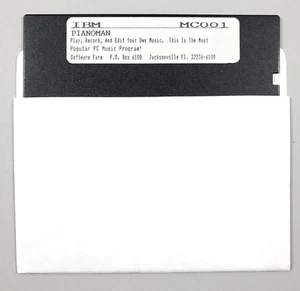 IBM MC001
PIANOMAN
Play, Record, And Edit Your Own Music. This Is The Most
Popular PC Music Program!
Software Farm P.O. Box 6100 Jacksonville Fl. 32236-6100